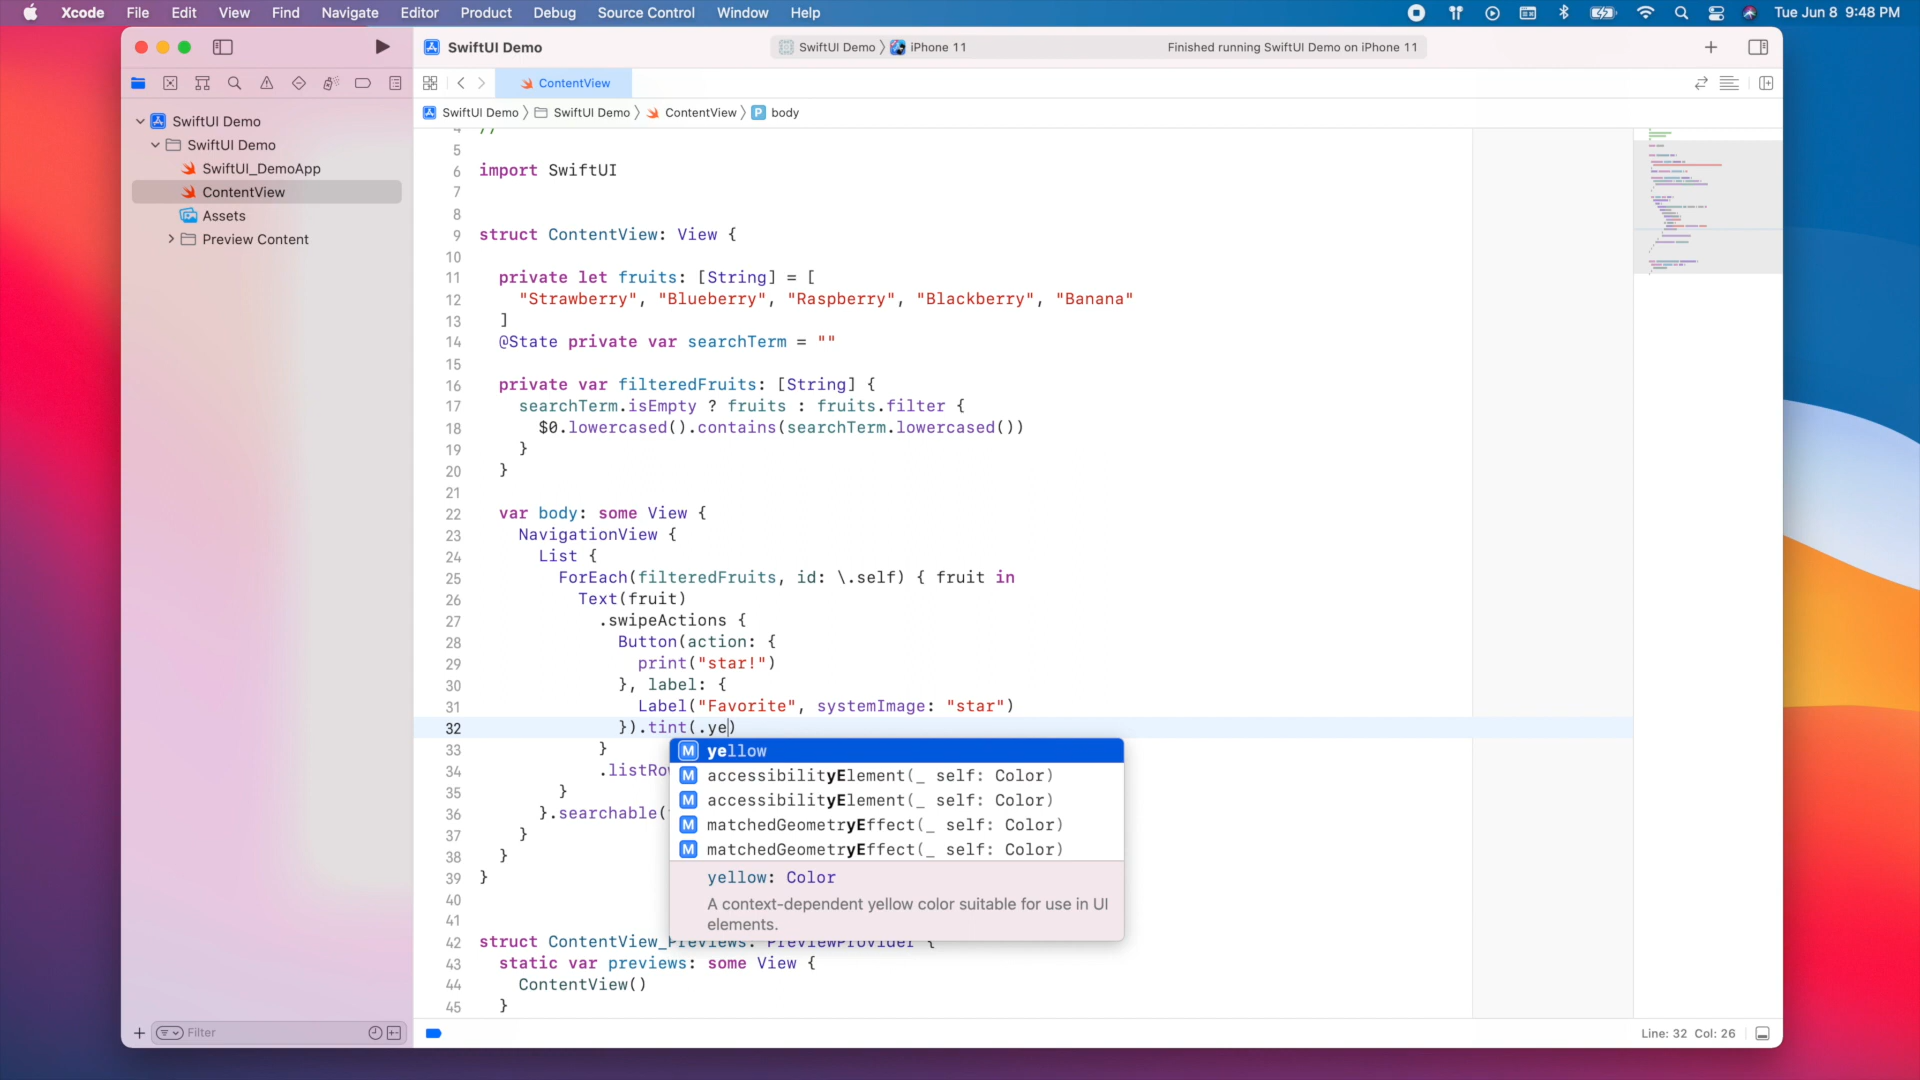 Xcode File Edit View Find Navigate Editor Product Debug Source Control Window Help Tue Jun 8 9:48 PM
SwiftUI Demo SwiftUI Demo iPhone 11 Finished running SwiftUI Demo on iPhone 11
ContentView
SwiftUI Demo SwiftUI Demo ContentView P body
SwiftUI Demo
SwiftUI Demo
SwiftUI_DemoApp
ContentView
Assets
Preview Content
4 //
5
6 import SwiftUI
7
8
9 struct ContentView: View {
10
11 private let fruits: [String] = [
12 "Strawberry", "Blueberry", "Raspberry", "Blackberry", "Banana"
13 ]
14 @State private var searchTerm = ""
15
16 private var filteredFruits: [String] {
17 searchTerm.isEmpty ? fruits : fruits.filter {
18 $0.lowercased().contains(searchTerm.lowercased())
19 }
20 }
21
22 var body: some View {
23 NavigationView {
24 List {
25 ForEach(filteredFruits, id: \.self) { fruit in
26 Text(fruit)
27 .swipeActions {
28 Button(action: {
29 print("star!")
30 }, label: {
31 Label("Favorite", systemImage: "star")
32 }).tint(.ye)
33 }
34 .listRo
35 }
36 }.searchable(
37 }
38 }
39 }
40
41
42 struct ContentView_Previews: PreviewProvider {
43 static var previews: some View {
44 ContentView()
45 }
M yellow
M accessibilityElement(_ self: Color)
M accessibilityElement(_ self: Color)
M matchedGeometryEffect(_ self: Color)
M matchedGeometryEffect(_ self: Color)
yellow: Color
A context-dependent yellow color suitable for use in UI
elements.
Filter
Line: 32 Col: 26